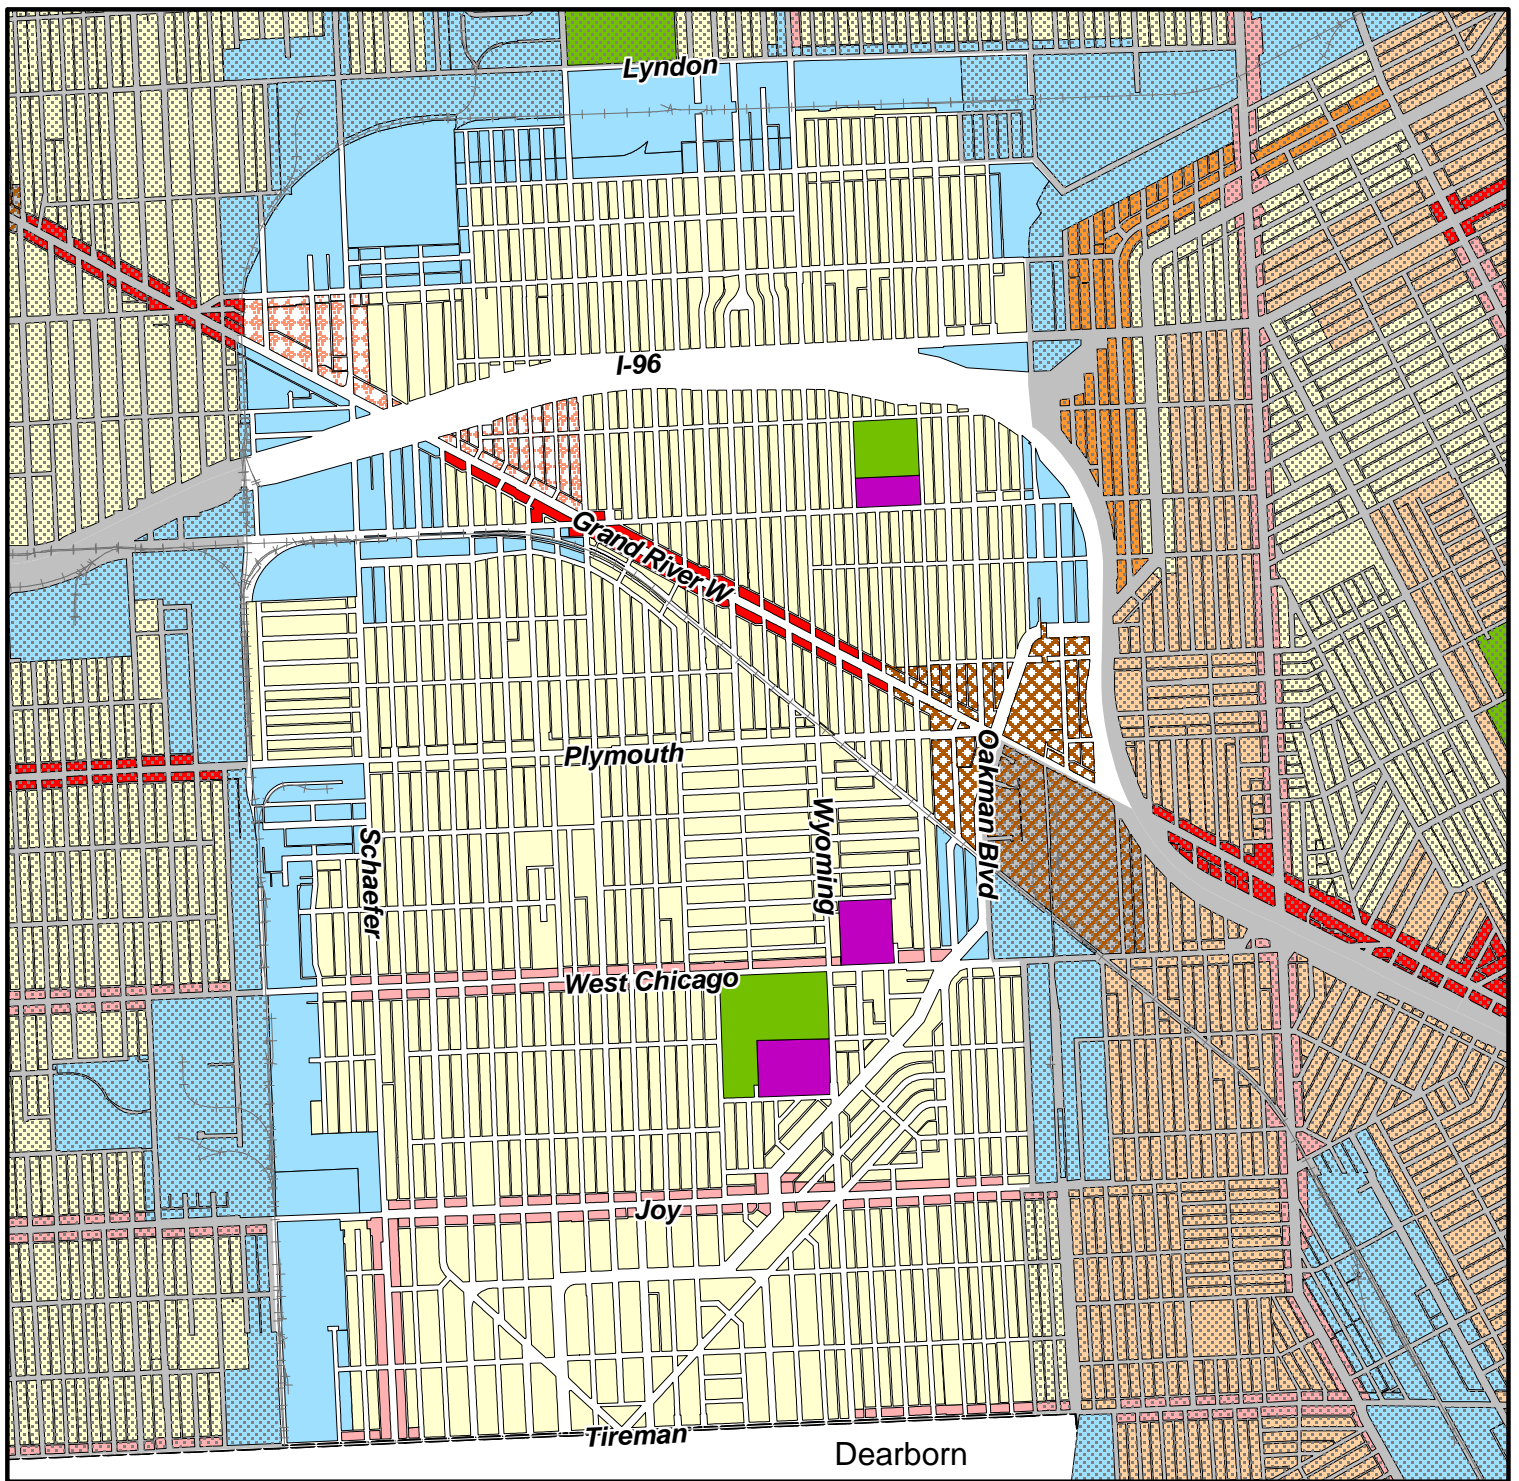 Lyndon
I-96
Grand River W
Plymouth
Oakman Blvd
Wyoming
Schaefer
West Chicago
Joy
Tireman
Dearborn